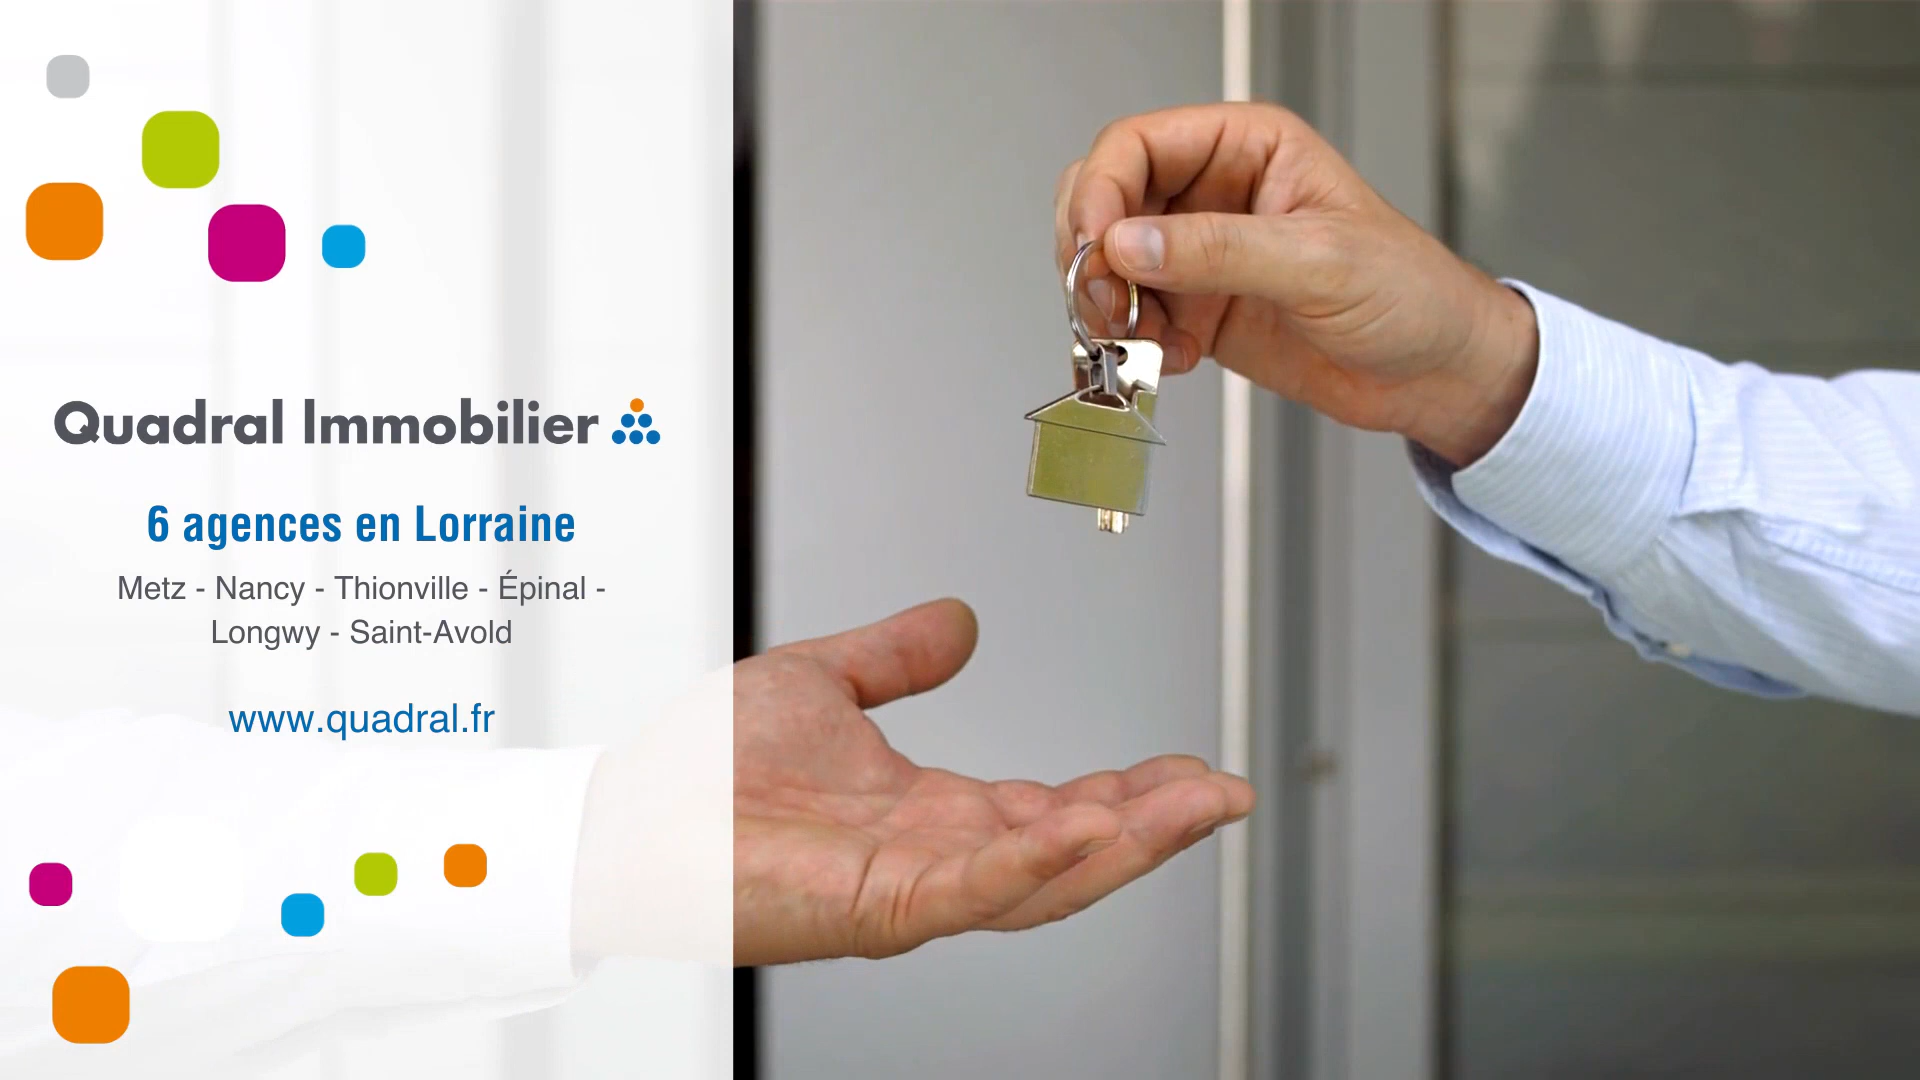 Quadral Immobilier
6 agences en Lorraine
Metz - Nancy - Thionville - Épinal -
Longwy - Saint-Avold
www.quadral.fr